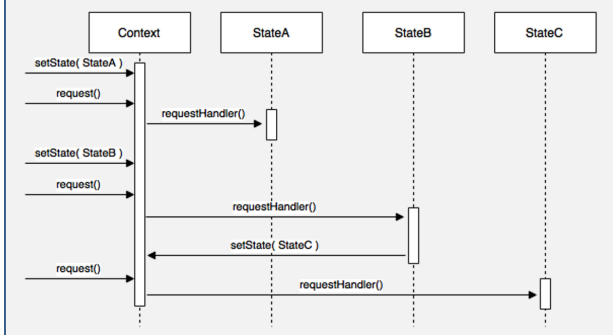 Context
StateA
StateB
StateC
setState( StateA )
request()
requestHandler()
setState( StateB )
request()
requestHandler()
setState( StateC )
request()
requestHandler()